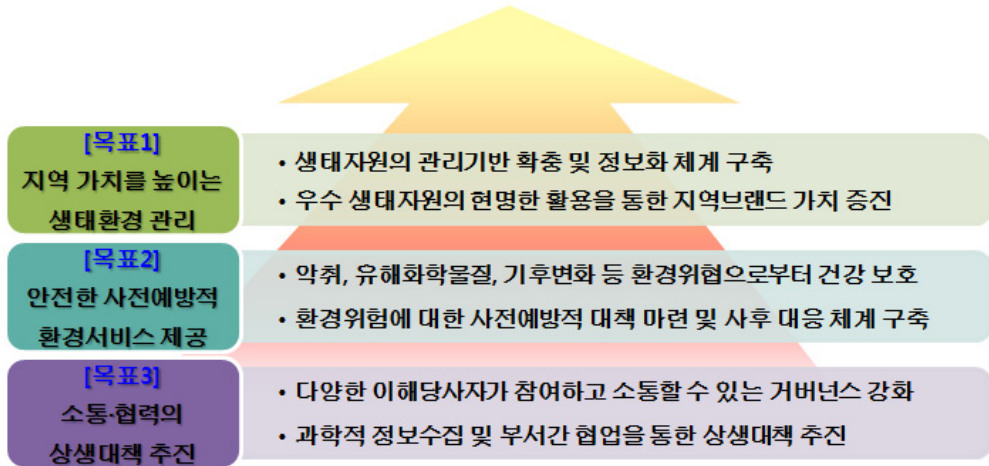 [목표1]
지역 가치를 높이는
생태환경 관리
• 생태자원의 관리기반 확충 및 정보화 체계 구축
• 우수 생태자원의 현명한 활용을 통한 지역브랜드 가치 증진
[목표2]
안전한 사전예방적
환경서비스 제공
• 악취, 유해화학물질, 기후변화 등 환경위협으로부터 건강 보호
• 환경위험에 대한 사전예방적 대책 마련 및 사후 대응 체계 구축
[목표3]
소통·협력의
상생대책 추진
• 다양한 이해당사자가 참여하고 소통할 수 있는 거버넌스 강화
• 과학적 정보수집 및 부서간 협업을 통한 상생대책 추진